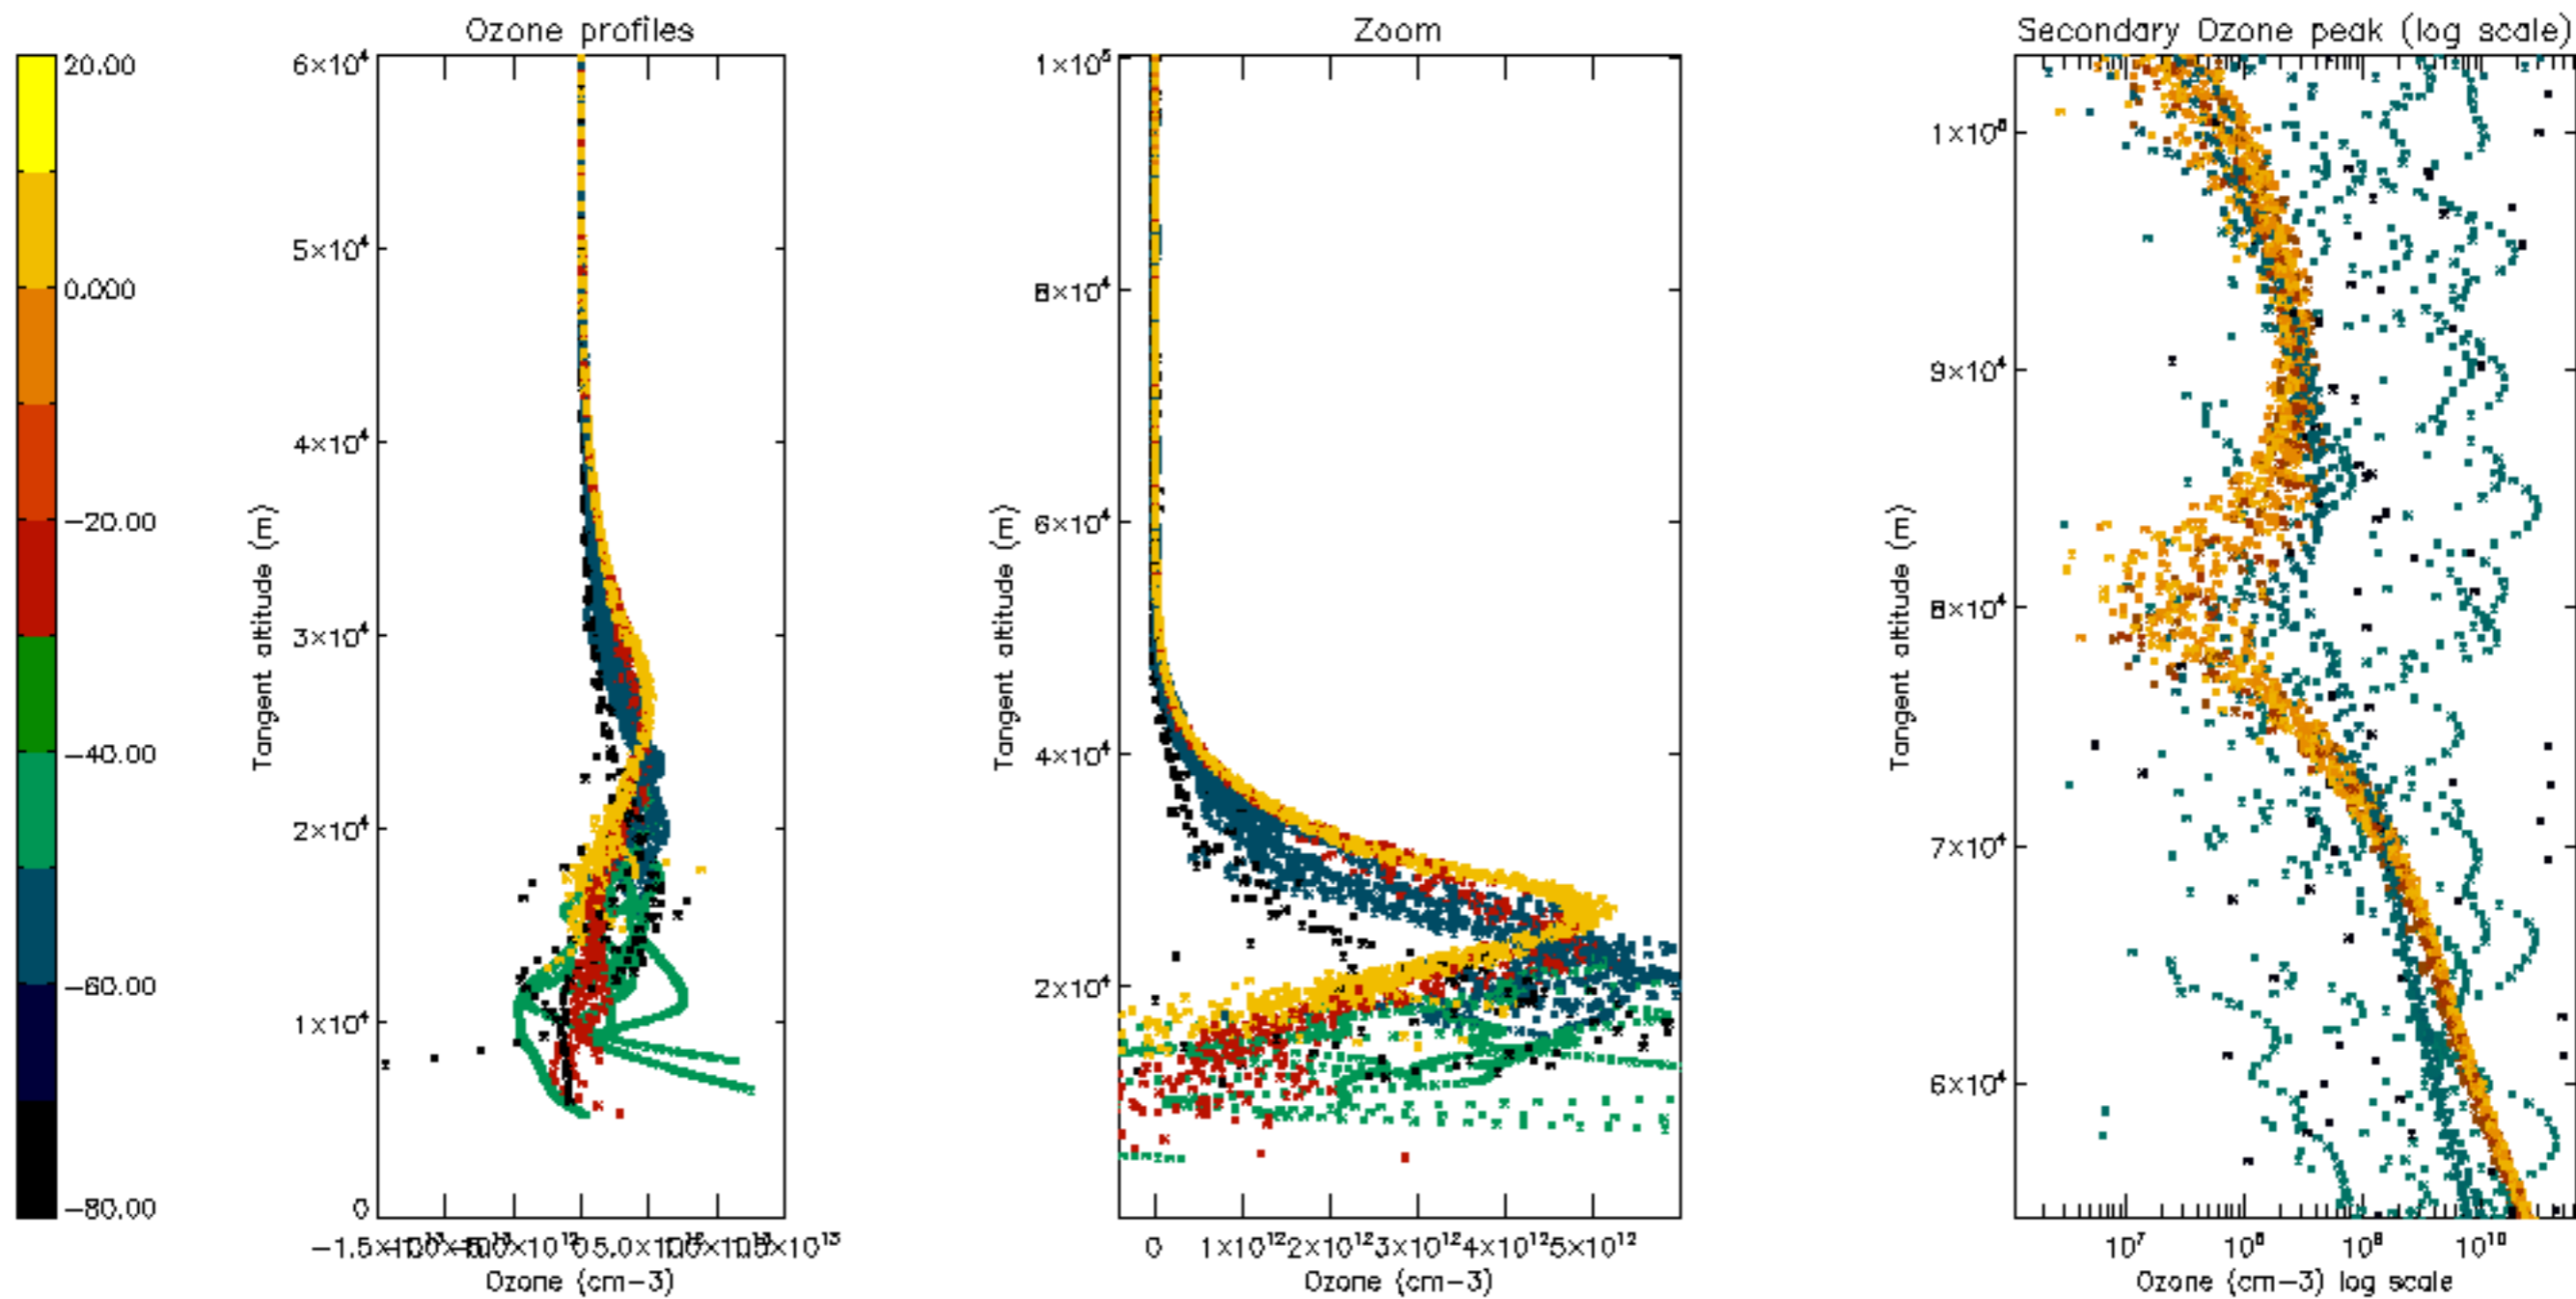 Ozone profiles
Zoom
Secondary Ozone peak (log scale)
20.00
0.000
-20.00
-40.00
-60.00
-80.00
6×10⁴
5×10⁴
4×10⁴
3×10⁴
2×10⁴
1×10⁴
0
Tangent altitude (m)
5.0×10¹²
Ozone (cm-3)
1×10⁵
8×10⁴
6×10⁴
4×10⁴
2×10⁴
Tangent altitude (m)
0 1×10¹² 2×10¹² 3×10¹² 4×10¹² 5×10¹²
Ozone (cm-3)
9×10⁴
8×10⁴
7×10⁴
6×10⁴
Tangent altitude (m)
10⁷ 10⁸ 10⁹ 10¹⁰
Ozone (cm-3) log scale